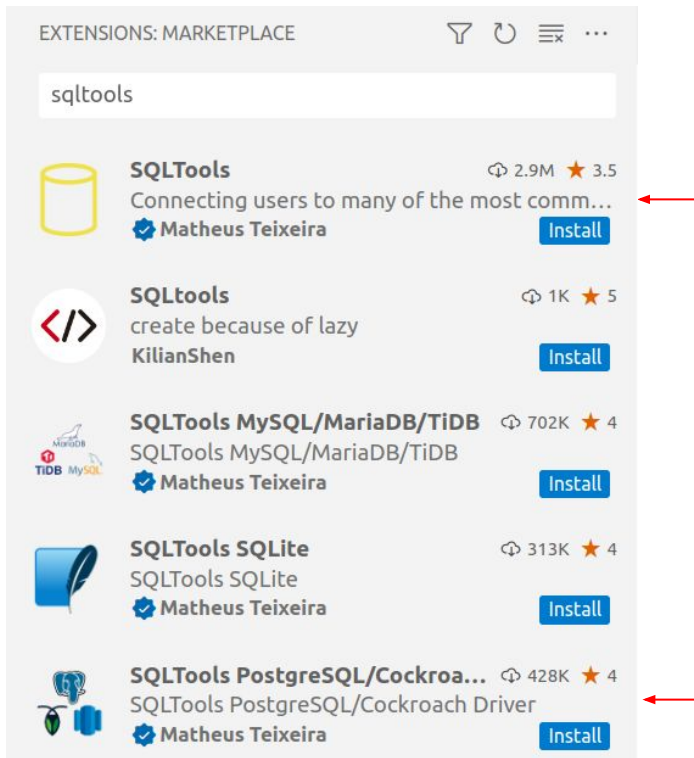 EXTENSIONS: MARKETPLACE
sqltools
SQLTools 2.9M 3.5
Connecting users to many of the most comm...
Matheus Teixeira Install
SQLtools 1K 5
create because of lazy
KilianShen Install
MariaDB
TiDB MySQL
SQLTools MySQL/MariaDB/TiDB 702K 4
SQLTools MySQL/MariaDB/TiDB
Matheus Teixeira Install
SQLTools SQLite 313K 4
SQLTools SQLite
Matheus Teixeira Install
SQLTools PostgreSQL/Cockroa... 428K 4
SQLTools PostgreSQL/Cockroach Driver
Matheus Teixeira Install